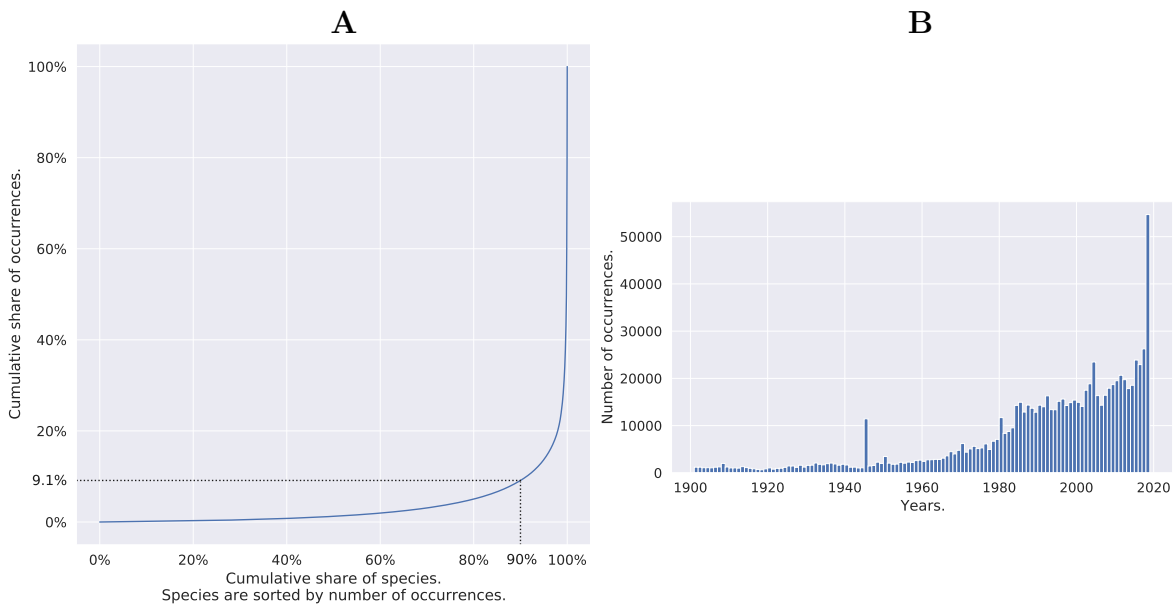 A
100%
80%
60%
40%
20%
9.1%
0%
Cumulative share of occurrences.
0% 20% 40% 60% 80% 90% 100%
Cumulative share of species.
Species are sorted by number of occurrences.
B
50000
40000
30000
20000
10000
0
Number of occurrences.
1900 1920 1940 1960 1980 2000 2020
Years.